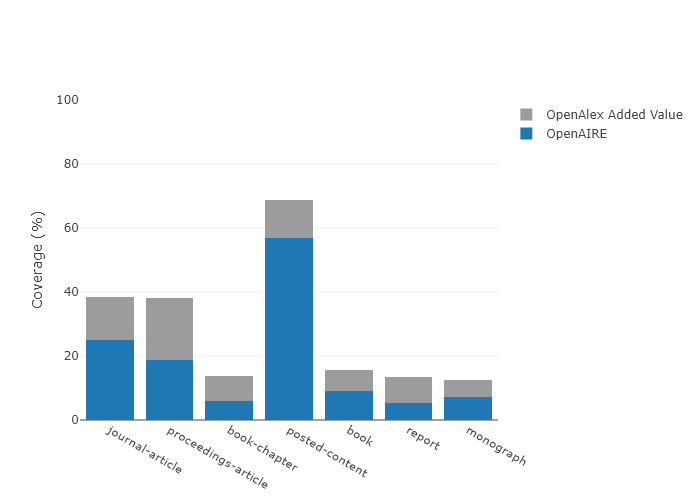 100
80
60
40
20
0
Coverage (%)
journal-article
proceedings-article
book-chapter
posted-content
book
report
monograph
OpenAlex Added Value
OpenAIRE